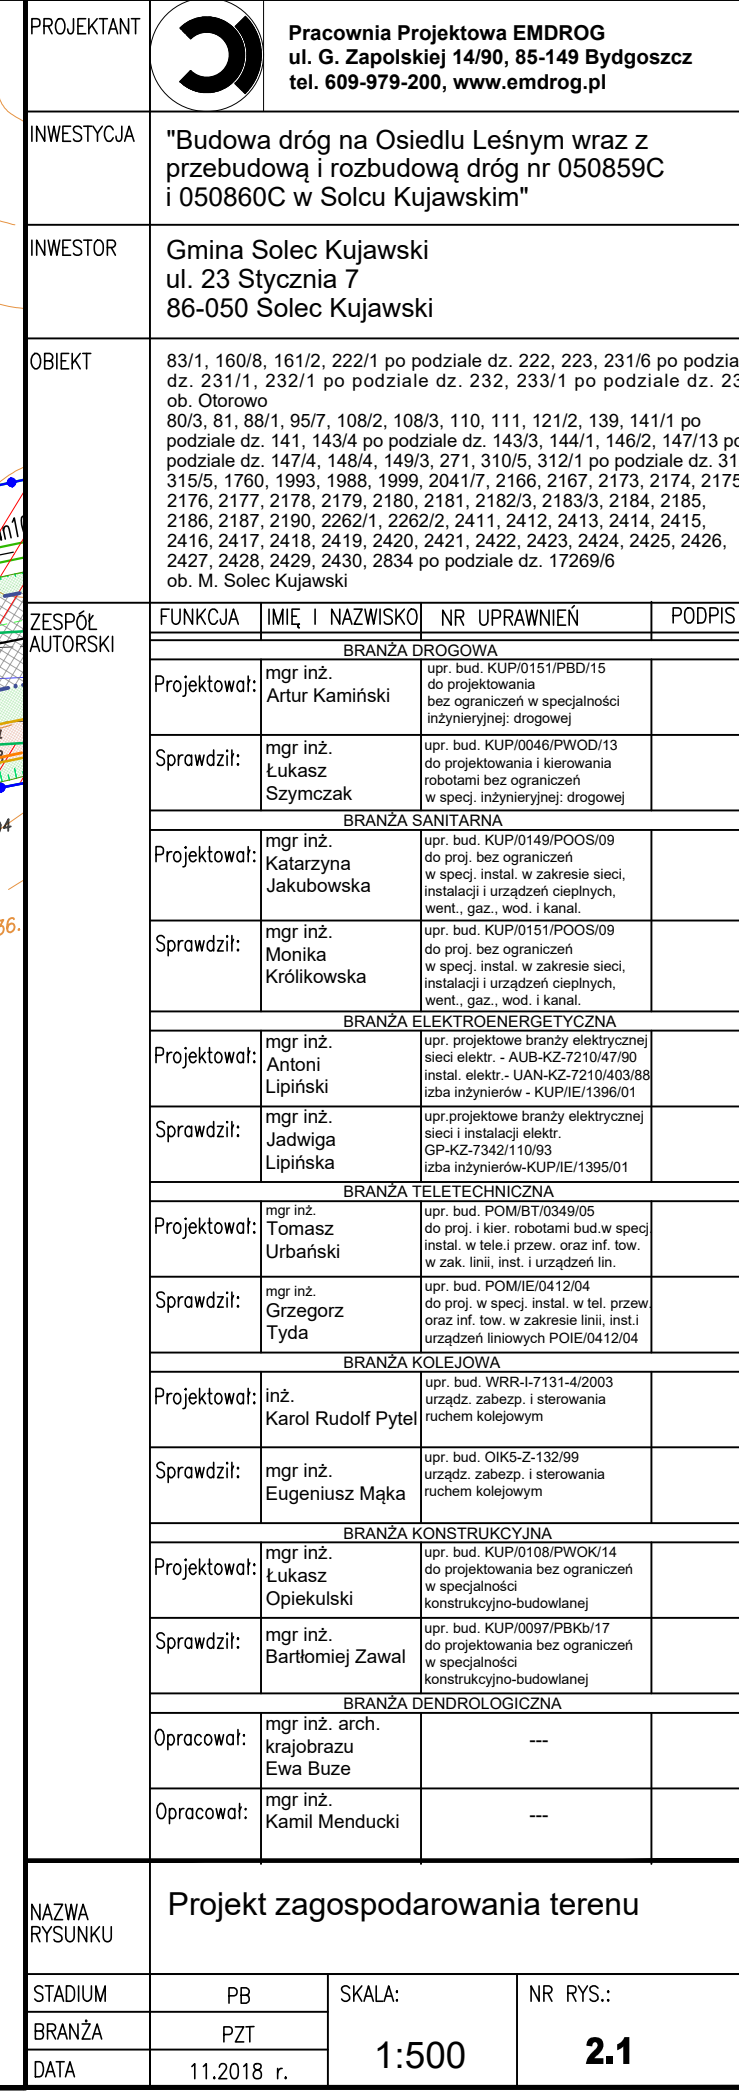 PROJEKTANT
Pracownia Projektowa EMDROG
ul. G. Zapolskiej 14/90, 85-149 Bydgoszcz
tel. 609-979-200, www.emdrog.pl
INWESTYCJA
"Budowa dróg na Osiedlu Leśnym wraz z
przebudową i rozbudową dróg nr 050859C
i 050860C w Solcu Kujawskim"
INWESTOR
Gmina Solec Kujawski
ul. 23 Stycznia 7
86-050 Solec Kujawski
OBIEKT
83/1, 160/8, 161/2, 222/1 po podziale dz. 222, 223, 231/6 po podzia
dz. 231/1, 232/1 po podziale dz. 232, 233/1 po podziale dz. 23
ob. Otorowo
80/3, 81, 88/1, 95/7, 108/2, 108/3, 110, 111, 121/2, 139, 141/1 po
podziale dz. 141, 143/4 po podziale dz. 143/3, 144/1, 146/2, 147/13 po
podziale dz. 147/4, 148/4, 149/3, 271, 310/5, 312/1 po podziale dz. 31
315/5, 1760, 1993, 1988, 1999, 2041/7, 2166, 2167, 2173, 2174, 2175
2176, 2177, 2178, 2179, 2180, 2181, 2182/3, 2183/3, 2184, 2185,
2186, 2187, 2190, 2262/1, 2262/2, 2411, 2412, 2413, 2414, 2415,
2416, 2417, 2418, 2419, 2420, 2421, 2422, 2423, 2424, 2425, 2426,
2427, 2428, 2429, 2430, 2834 po podziale dz. 17269/6
ob. M. Solec Kujawski
ZESPÓŁ
AUTORSKI
FUNKCJA IMIĘ I NAZWISKO NR UPRAWNIEŃ PODPIS
BRANŻA DROGOWA
Projektował:
mgr inż.
Artur Kamiński
upr. bud. KUP/0151/PBD/15
do projektowania
bez ograniczeń w specjalności
inżynieryjnej: drogowej
Sprawdził:
mgr inż.
Łukasz
Szymczak
upr. bud. KUP/0046/PWOD/13
do projektowania i kierowania
robotami bez ograniczeń
w specj. inżynieryjnej: drogowej
BRANŻA SANITARNA
Projektował:
mgr inż.
Katarzyna
Jakubowska
upr. bud. KUP/0149/POOS/09
do proj. bez ograniczeń
w specj. instal. w zakresie sieci,
instalacji i urządzeń cieplnych,
went., gaz., wod. i kanal.
Sprawdził:
mgr inż.
Monika
Królikowska
upr. bud. KUP/0151/POOS/09
do proj. bez ograniczeń
w specj. instal. w zakresie sieci,
instalacji i urządzeń cieplnych,
went., gaz., wod. i kanal.
BRANŻA ELEKTROENERGETYCZNA
Projektował:
mgr inż.
Antoni
Lipiński
upr. projektowe branży elektrycznej
sieci elektr. - AUB-KZ-7210/47/90
instal. elektr.- UAN-KZ-7210/403/88
izba inżynierów - KUP/IE/1396/01
Sprawdził:
mgr inż.
Jadwiga
Lipińska
upr.projektowe branży elektrycznej
sieci i instalacji elektr.
GP-KZ-7342/110/93
izba inżynierów-KUP/IE/1395/01
BRANŻA TELETECHNICZNA
Projektował:
mgr inż.
Tomasz
Urbański
upr. bud. POM/BT/0349/05
do proj. i kier. robotami bud.w specj.
instal. w tele.i przew. oraz inf. tow.
w zak. linii, inst. i urządzeń lin.
Sprawdził:
mgr inż.
Grzegorz
Tyda
upr. bud. POM/IE/0412/04
do proj. w specj. instal. w tel. przew.
oraz inf. tow. w zakresie linii, inst.i
urządzeń liniowych POIE/0412/04
BRANŻA KOLEJOWA
Projektował:
inż.
Karol Rudolf Pytel
upr. bud. WRR-I-7131-4/2003
urządz. zabezp. i sterowania
ruchem kolejowym
Sprawdził:
mgr inż.
Eugeniusz Mąka
upr. bud. OIK5-Z-132/99
urządz. zabezp. i sterowania
ruchem kolejowym
BRANŻA KONSTRUKCYJNA
Projektował:
mgr inż.
Łukasz
Opiekulski
upr. bud. KUP/0108/PWOK/14
do projektowania bez ograniczeń
w specjalności
konstrukcyjno-budowlanej
Sprawdził:
mgr inż.
Bartłomiej Zawal
upr. bud. KUP/0097/PBKb/17
do projektowania bez ograniczeń
w specjalności
konstrukcyjno-budowlanej
BRANŻA DENDROLOGICZNA
Opracował:
mgr inż. arch.
krajobrazu
Ewa Buze
---
Opracował:
mgr inż.
Kamil Menducki
---
NAZWA
RYSUNKU
Projekt zagospodarowania terenu
STADIUM PB
SKALA:
NR RYS.:
BRANŻA PZT
1:500
2.1
DATA 11.2018 r.